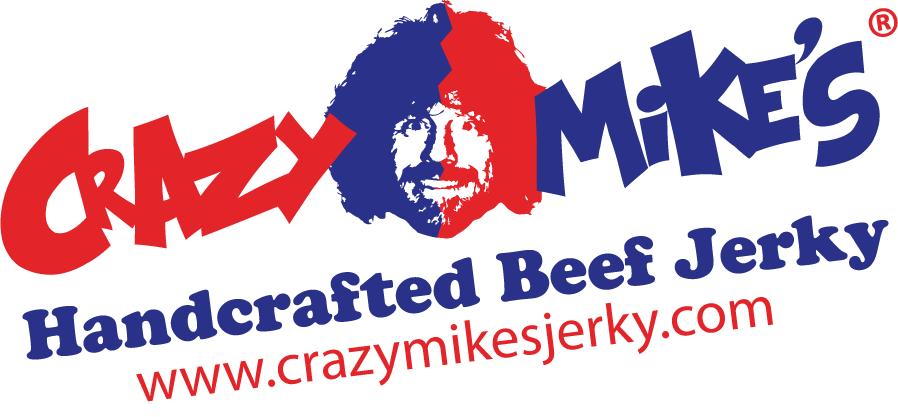 CRAZY MiKE'S®
Handcrafted Beef Jerky
www.crazymikesjerky.com